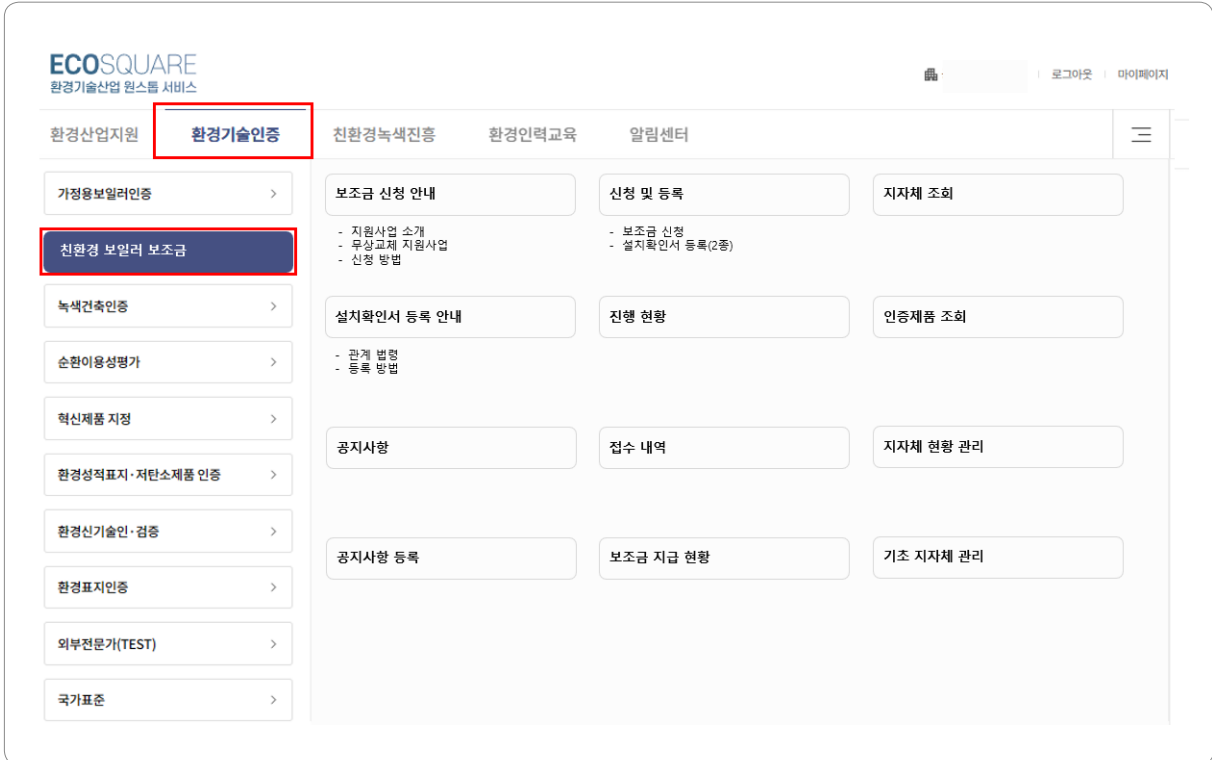 ECOSQUARE
환경기술산업 원스톱 서비스
로그아웃
마이페이지
환경산업지원
환경기술인증
친환경녹색진흥
환경인력교육
알림센터
가정용보일러인증
친환경 보일러 보조금
녹색건축인증
순환이용성평가
혁신제품 지정
환경성적표지·저탄소제품 인증
환경신기술인·검증
환경표지인증
외부전문가(TEST)
국가표준
보조금 신청 안내
- 지원사업 소개
- 무상교체 지원사업
- 신청 방법
신청 및 등록
- 보조금 신청
- 설치확인서 등록(2종)
지자체 조회
설치확인서 등록 안내
- 관계 법령
- 등록 방법
진행 현황
인증제품 조회
공지사항
접수 내역
지자체 현황 관리
공지사항 등록
보조금 지급 현황
기초 지자체 관리